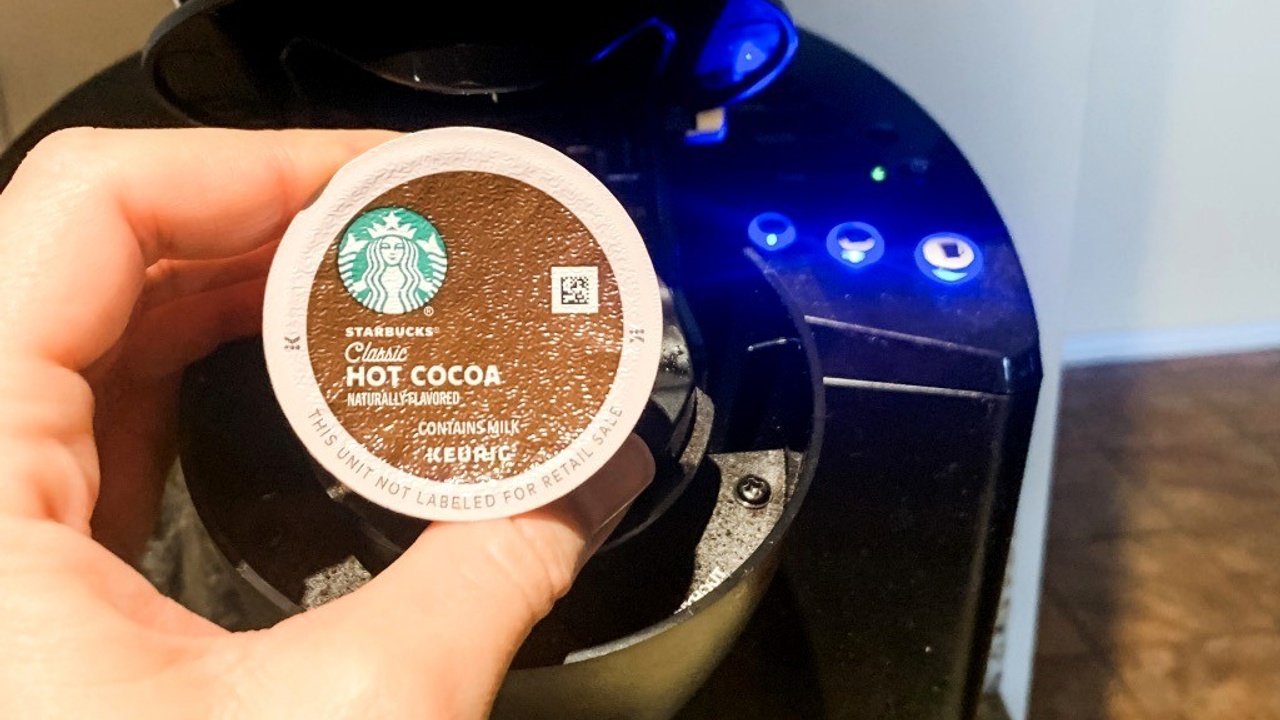 STARBUCKS®
Classic
HOT COCOA
NATURALLY FLAVORED
CONTAINS MILK
KEURIG®
THIS UNIT NOT LABELED FOR RETAIL SALE